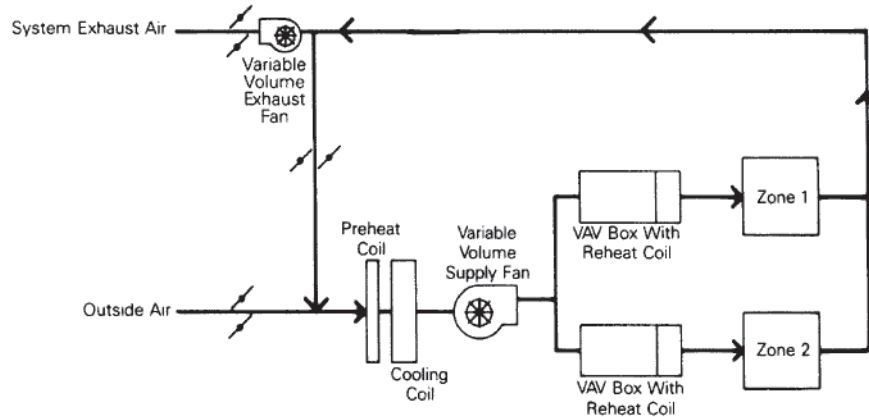 System Exhaust Air
Variable
Volume
Exhaust
Fan
Preheat
Coil
Variable
Volume
Supply Fan
VAV Box With
Reheat Coil
Zone 1
Outside Air
Cooling
Coil
VAV Box With
Reheat Coil
Zone 2